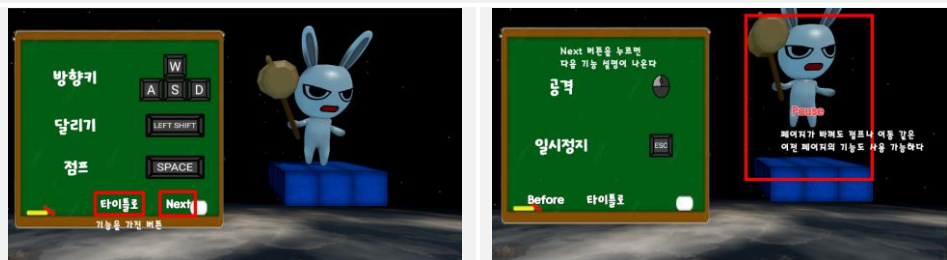 방향키
W
A S D
달리기
LEFT SHIFT
점프
SPACE
타이틀로
Next
기능을 가진 버튼
Next 버튼을 누르면
다음 기능 설명이 나온다
공격
일시정지
ESC
Before
타이틀로
Pause
페이지가 바껴도 점프나 이동 같은
이전 페이지의 기능도 사용 가능하다